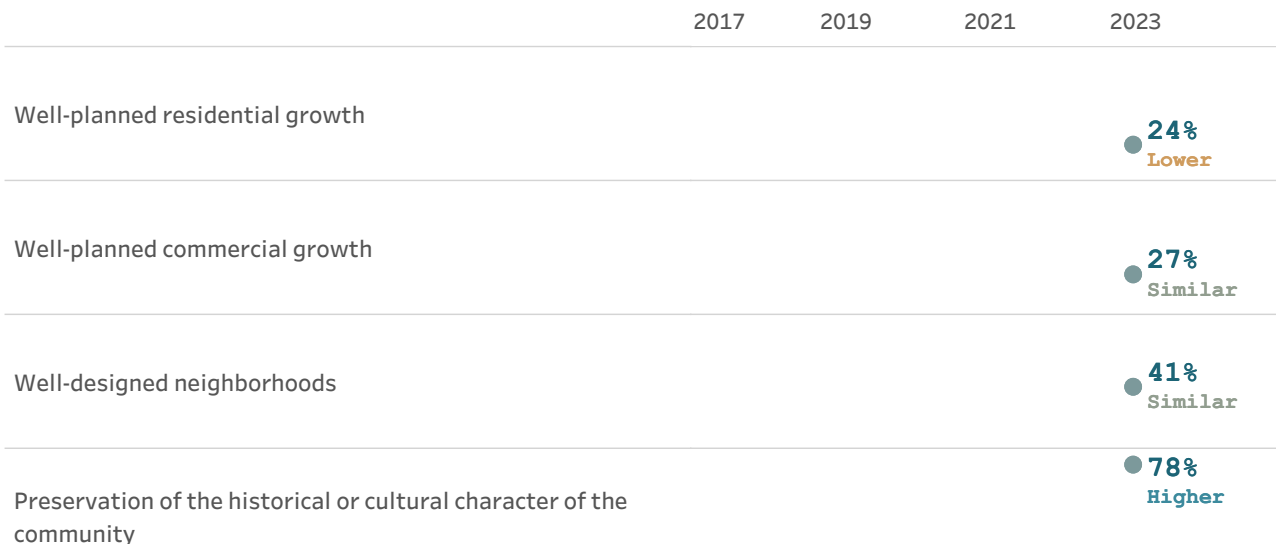 2017 2019 2021 2023
Well-planned residential growth
24%
Lower
Well-planned commercial growth
27%
Similar
Well-designed neighborhoods
41%
Similar
78%
Higher
Preservation of the historical or cultural character of the
community